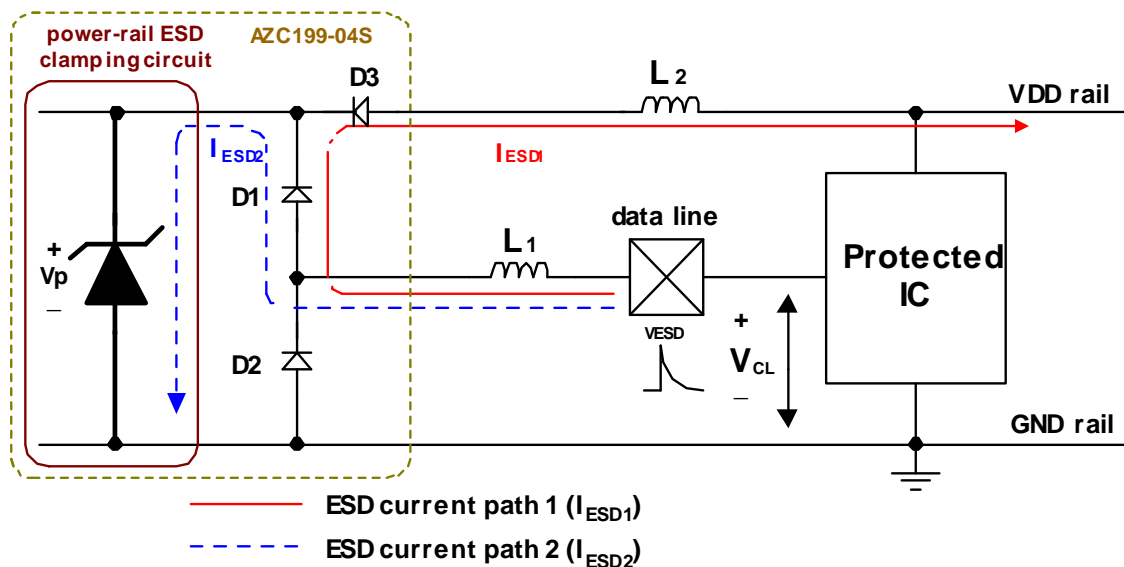 power-rail ESD
clamping circuit
AZC199-04S
D3
L2
VDD rail
IESD2
IESD1
D1
data line
L1
Protected
IC
+
Vp
_
VESD
+
VCL
_
D2
GND rail
ESD current path 1 (IESD1)
ESD current path 2 (IESD2)